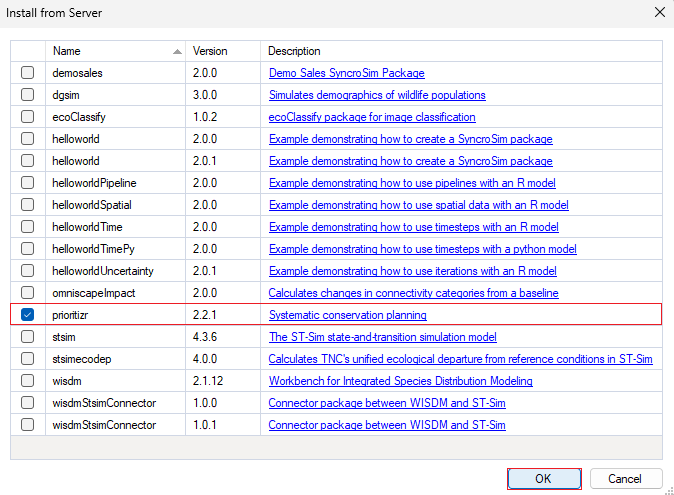 Install from Server
Name Version Description
demosales 2.0.0 Demo Sales SyncroSim Package
dgsim 3.0.0 Simulates demographics of wildlife populations
ecoClassify 1.0.2 ecoClassify package for image classification
helloworld 2.0.0 Example demonstrating how to create a SyncroSim package
helloworld 2.0.1 Example demonstrating how to create a SyncroSim package
helloworldPipeline 2.0.0 Example demonstrating how to use pipelines with an R model
helloworldSpatial 2.0.0 Example demonstrating how to use spatial data with an R model
helloworldTime 2.0.0 Example demonstrating how to use timesteps with an R model
helloworldTimePy 2.0.0 Example demonstrating how to use timesteps with a python model
helloworldUncertainty 2.0.1 Example demonstrating how to use iterations with an R model
omniscapeImpact 2.0.0 Calculates changes in connectivity categories from a baseline
prioritizr 2.2.1 Systematic conservation planning
stsim 4.3.6 The ST-Sim state-and-transition simulation model
stsimecodep 4.0.0 Calculates TNC's unified ecological departure from reference conditions in ST-Sim
wisdm 2.1.12 Workbench for Integrated Species Distribution Modeling
wisdmStsimConnector 1.0.0 Connector package between WISDM and ST-Sim
wisdmStsimConnector 1.0.1 Connector package between WISDM and ST-Sim
OK Cancel